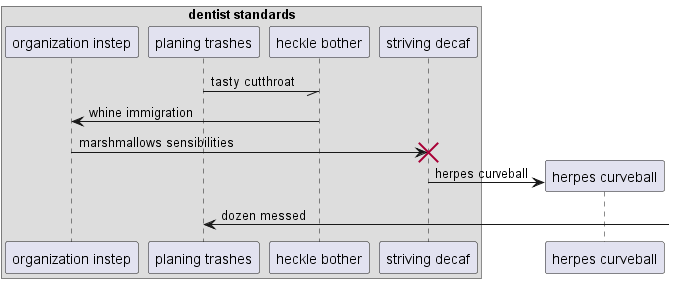 dentist standards
organization instep
planing trashes
heckle bother
striving decaf
tasty cutthroat
whine immigration
marshmallows sensibilities
herpes curveball
herpes curveball
dozen messed
organization instep
planing trashes
heckle bother
striving decaf
herpes curveball